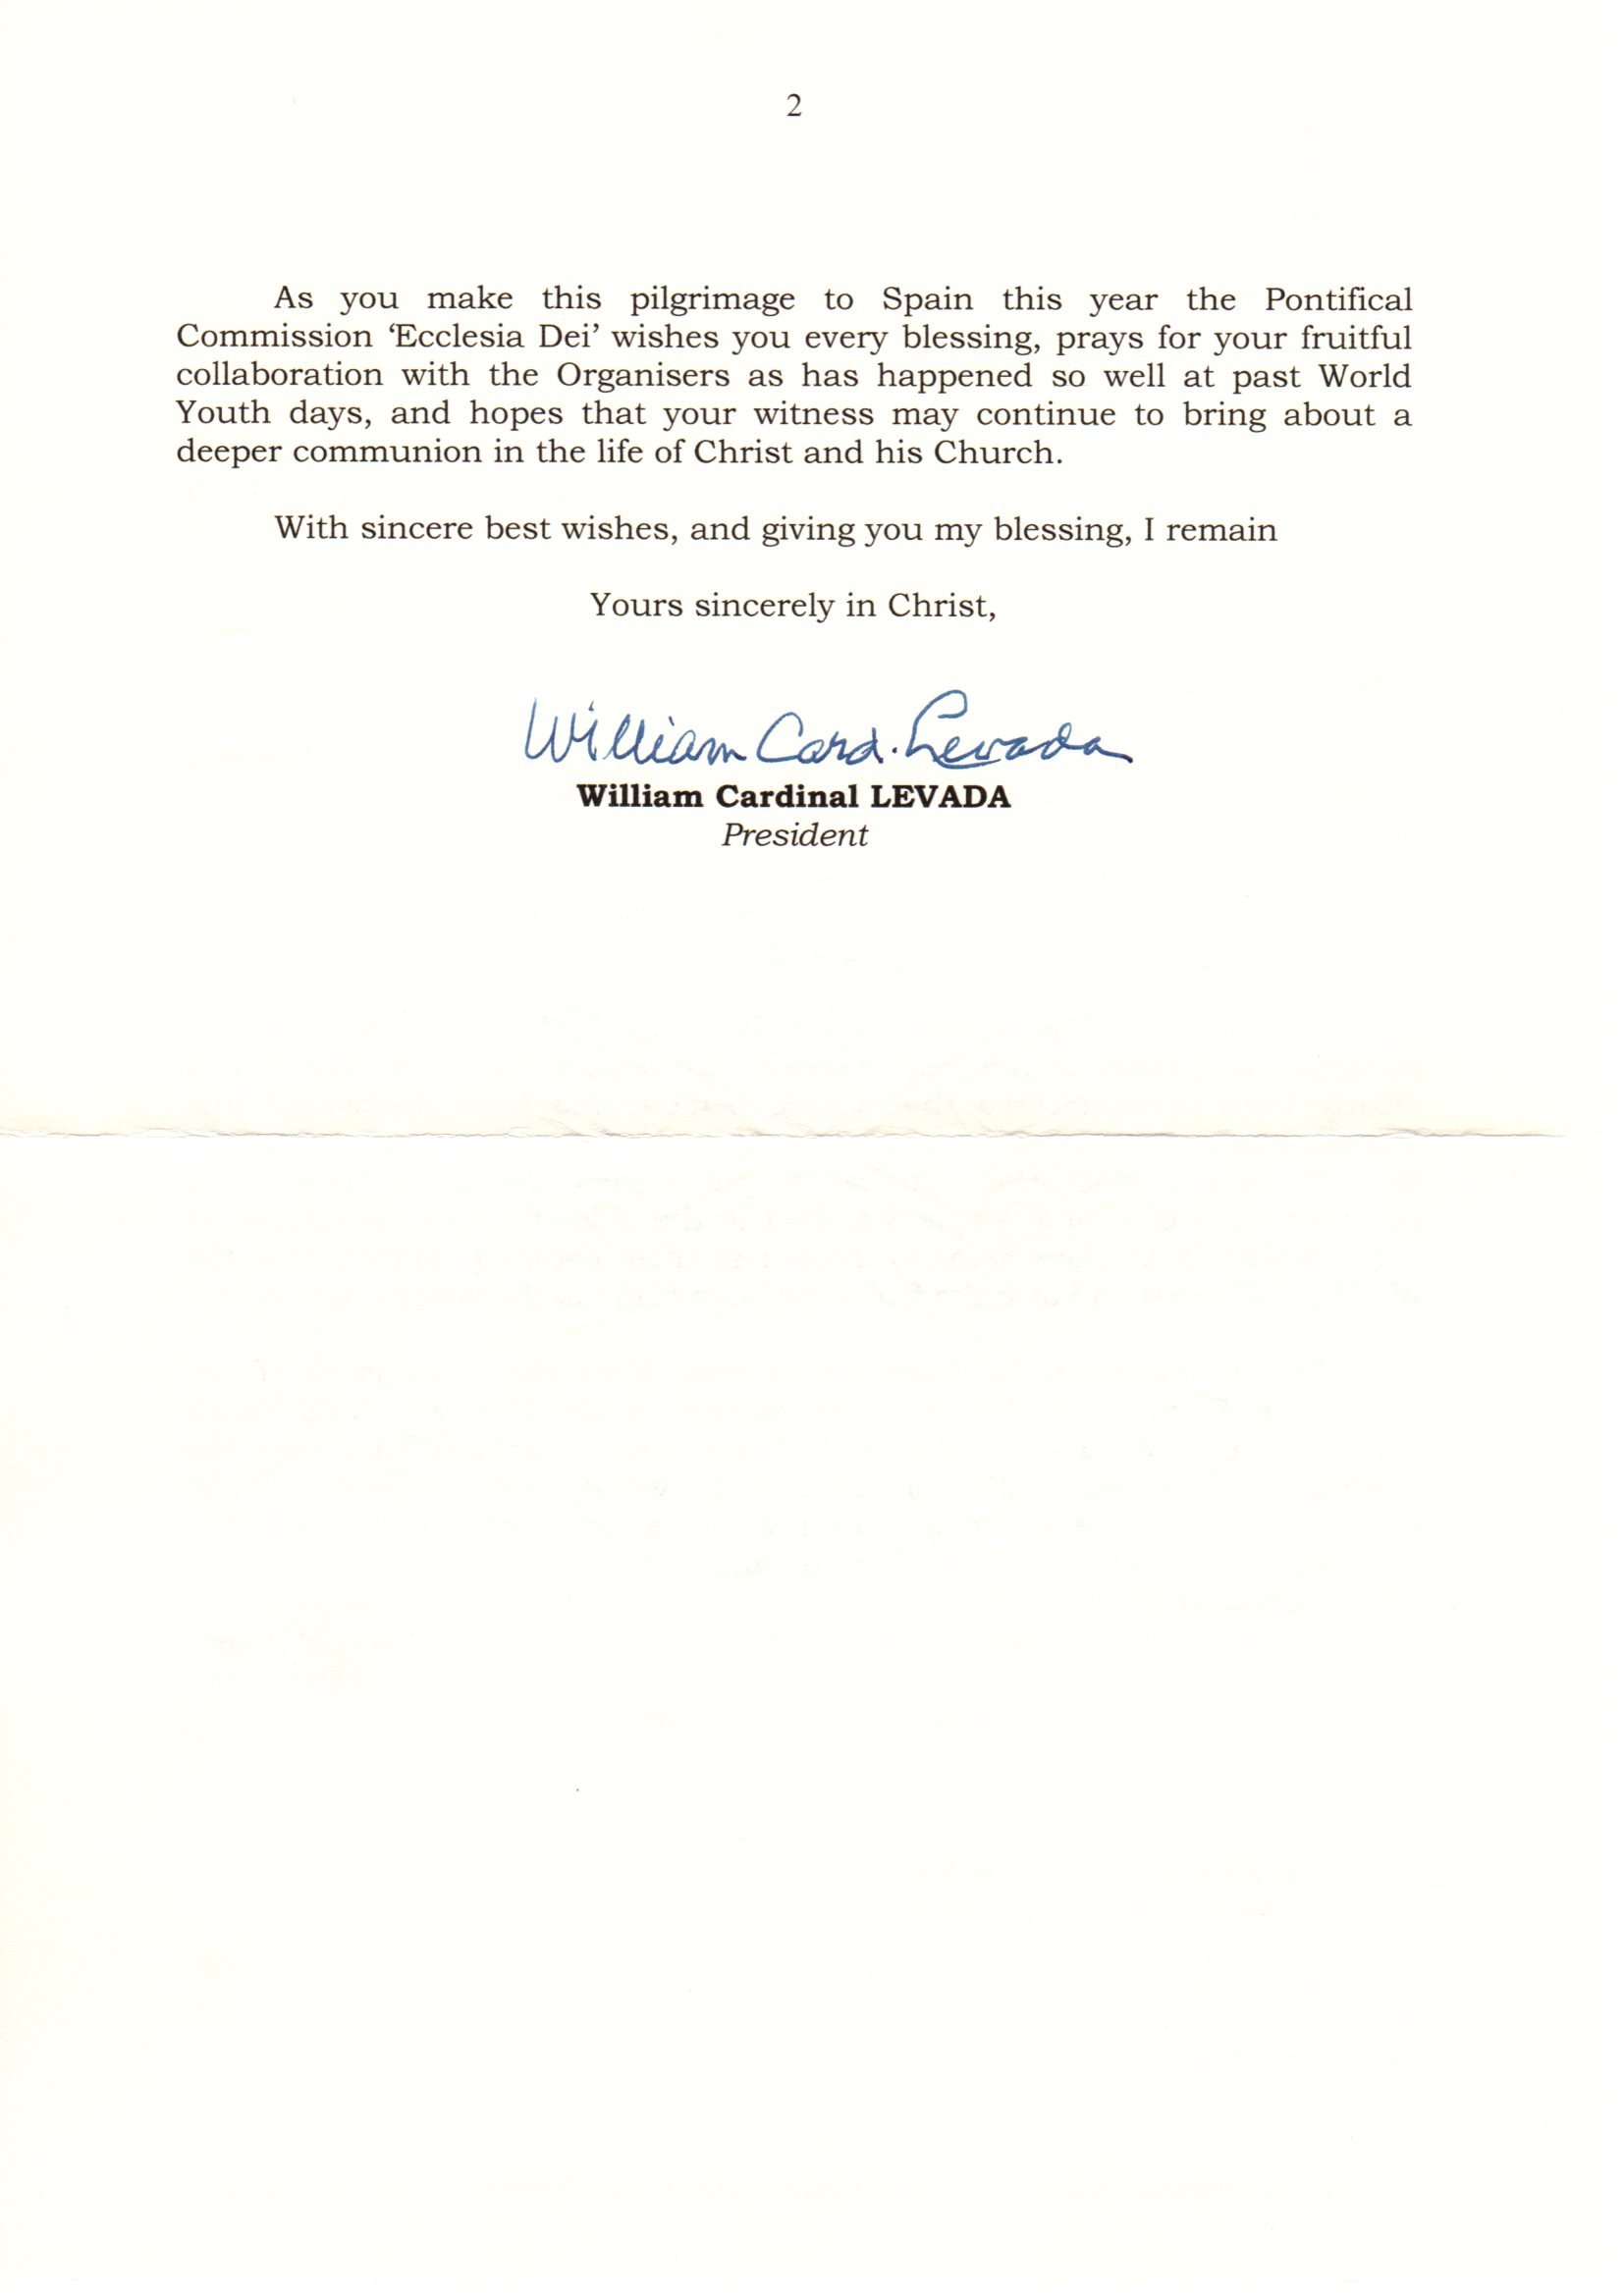 2
As you make this pilgrimage to Spain this year the Pontifical
Commission ‘Ecclesia Dei’ wishes you every blessing, prays for your fruitful
collaboration with the Organisers as has happened so well at past World
Youth days, and hopes that your witness may continue to bring about a
deeper communion in the life of Christ and his Church.
With sincere best wishes, and giving you my blessing, I remain
Yours sincerely in Christ,
William Card. Levada
William Cardinal LEVADA
President